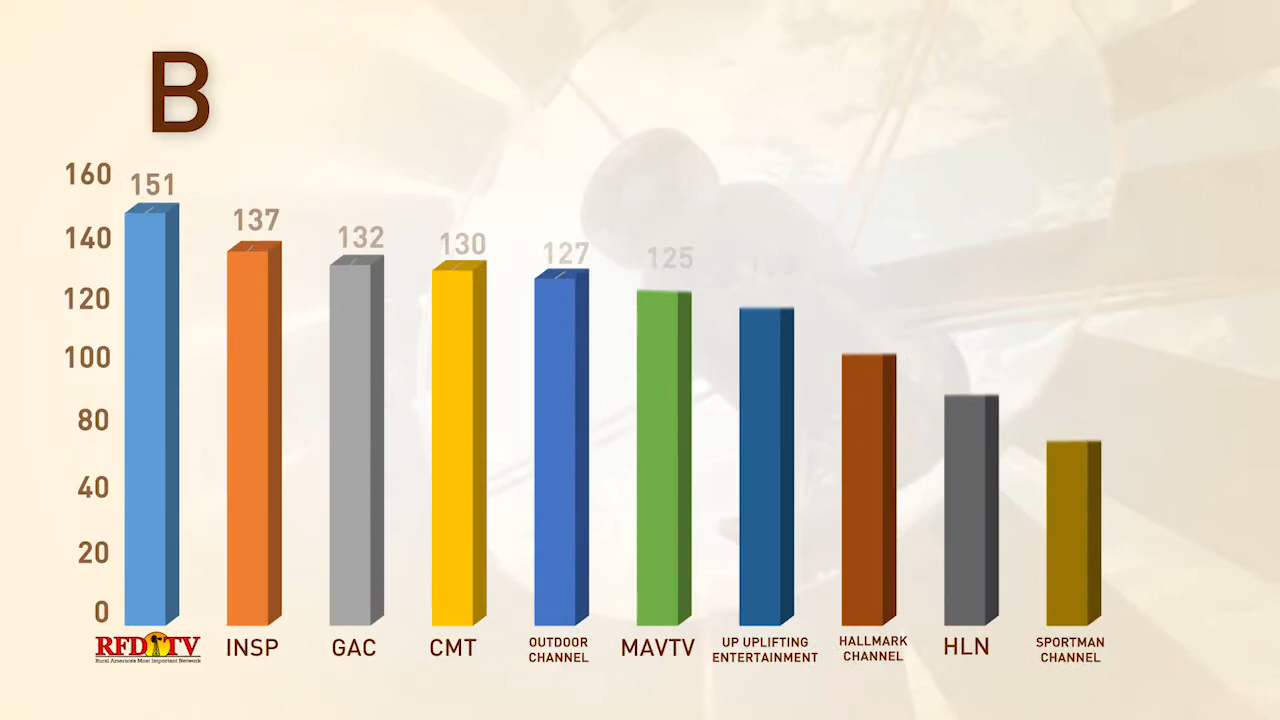 B
160
140
120
100
80
40
20
0
151
137
132
130
127
125
RFD TV
Rural America's Most Important Network
INSP
GAC
CMT
OUTDOOR
CHANNEL
MAVTV
UP UPLIFTING
ENTERTAINMENT
HALLMARK
CHANNEL
HLN
SPORTMAN
CHANNEL